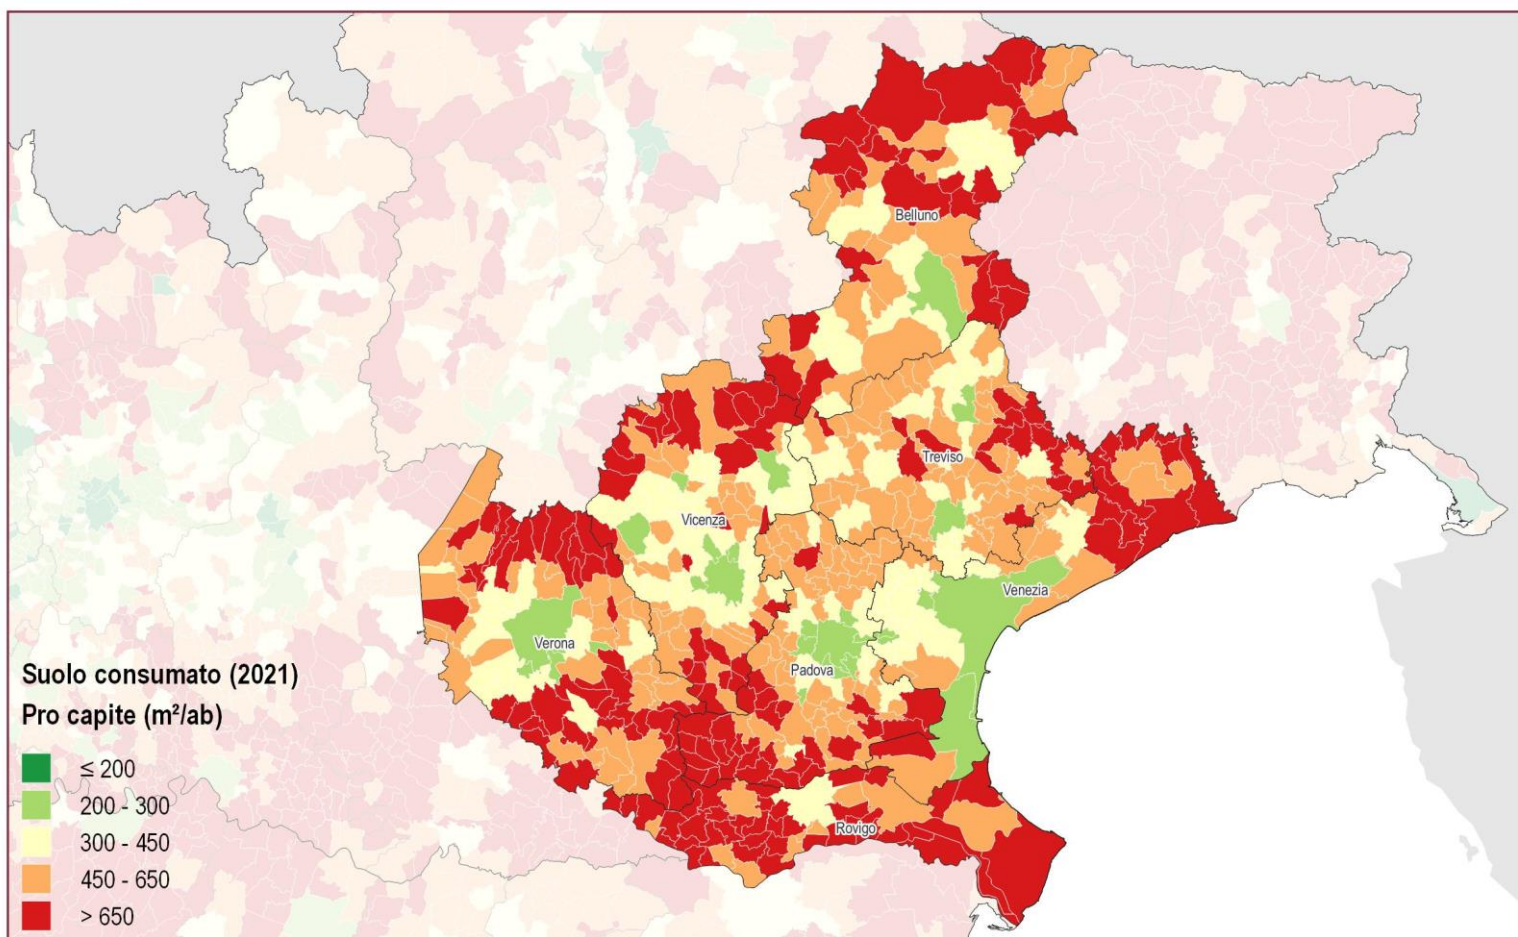 Belluno
Treviso
Vicenza
Venezia
Verona
Padova
Rovigo
Suolo consumato (2021)
Pro capite (m²/ab)
≤ 200
200 - 300
300 - 450
450 - 650
> 650